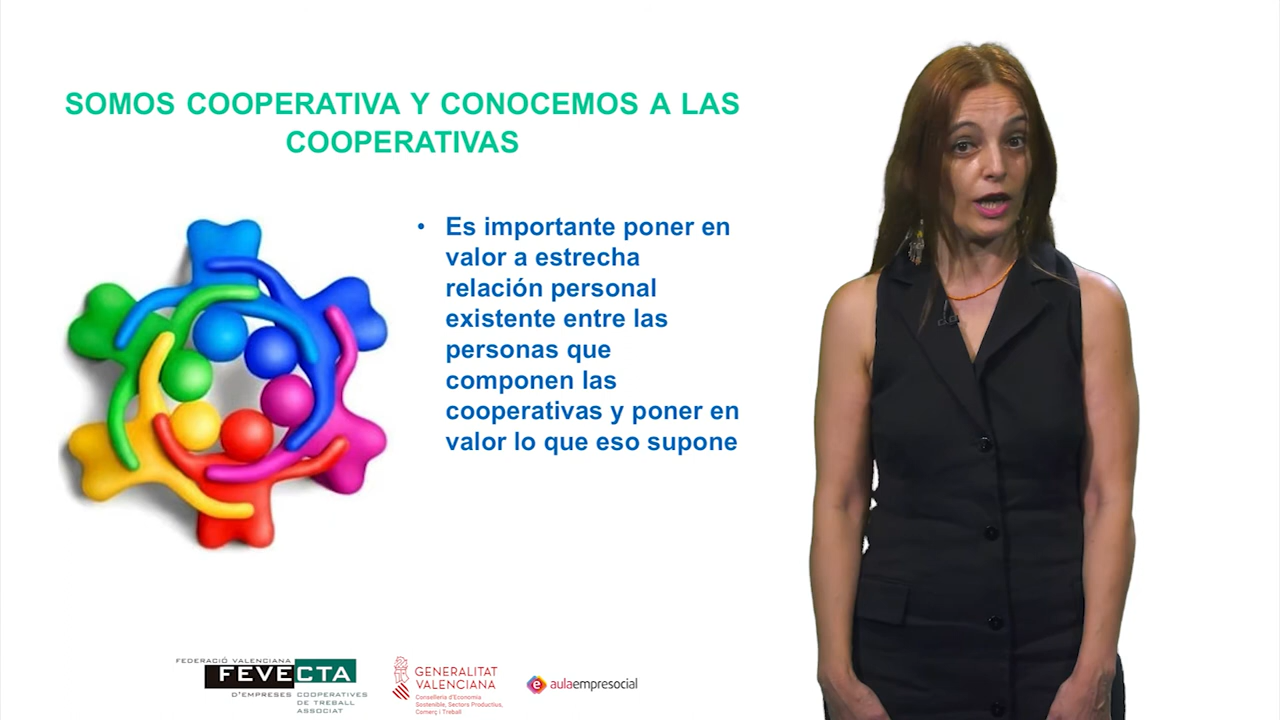 SOMOS COOPERATIVA Y CONOCEMOS A LAS
COOPERATIVAS
• Es importante poner en
valor a estrecha
relación personal
existente entre las
personas que
componen las
cooperativas y poner en
valor lo que eso supone
FEDERACIÓ VALENCIANA
FEVECTA
D'EMPRESES COOPERATIVES
DE TREBALL
ASSOCIAT
GENERALITAT
VALENCIANA
Conselleria d'Economia
Sostenible, Sectors Productius,
Comerç i Treball
e aulaempresocial